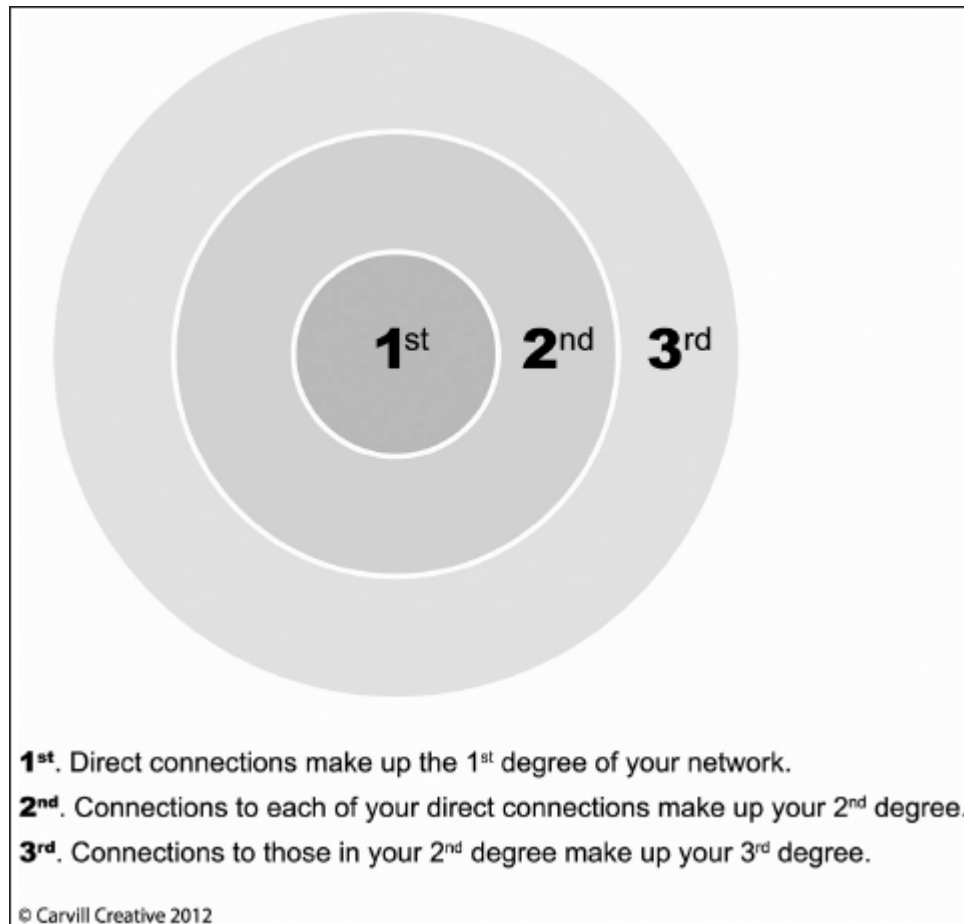 1st 2nd 3rd
1st. Direct connections make up the 1st degree of your network.
2nd. Connections to each of your direct connections make up your 2nd degree.
3rd. Connections to those in your 2nd degree make up your 3rd degree.
© Carvill Creative 2012